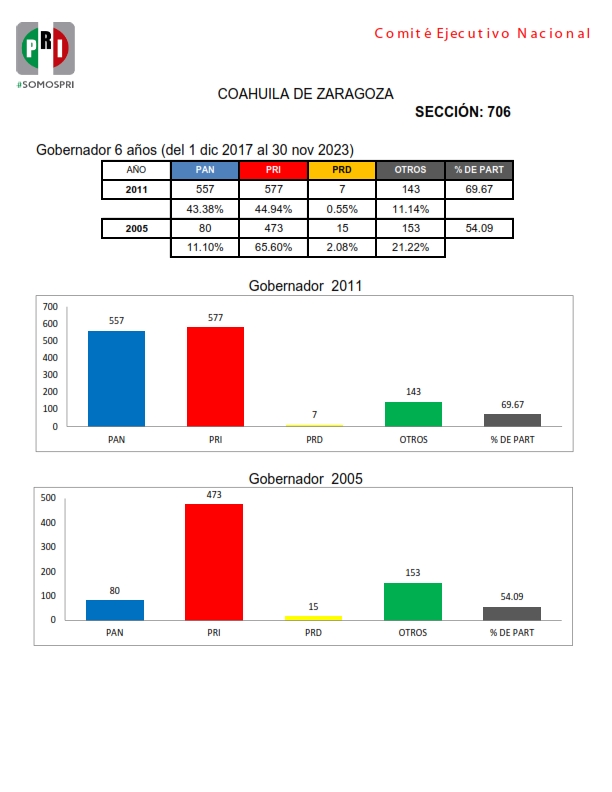 PRI
#SOMOSPRI
Comité Ejecutivo Nacional
COAHUILA DE ZARAGOZA
SECCIÓN: 706
Gobernador 6 años (del 1 dic 2017 al 30 nov 2023)
AÑO PAN PRI PRD OTROS % DE PART
2011 557 577 7 143 69.67
43.38% 44.94% 0.55% 11.14%
2005 80 473 15 153 54.09
11.10% 65.60% 2.08% 21.22%
Gobernador 2011
700
600
500
400
300
200
100
0
557
577
7
143
69.67
PAN PRI PRD OTROS % DE PART
Gobernador 2005
500
400
300
200
100
0
80
473
15
153
54.09
PAN PRI PRD OTROS % DE PART